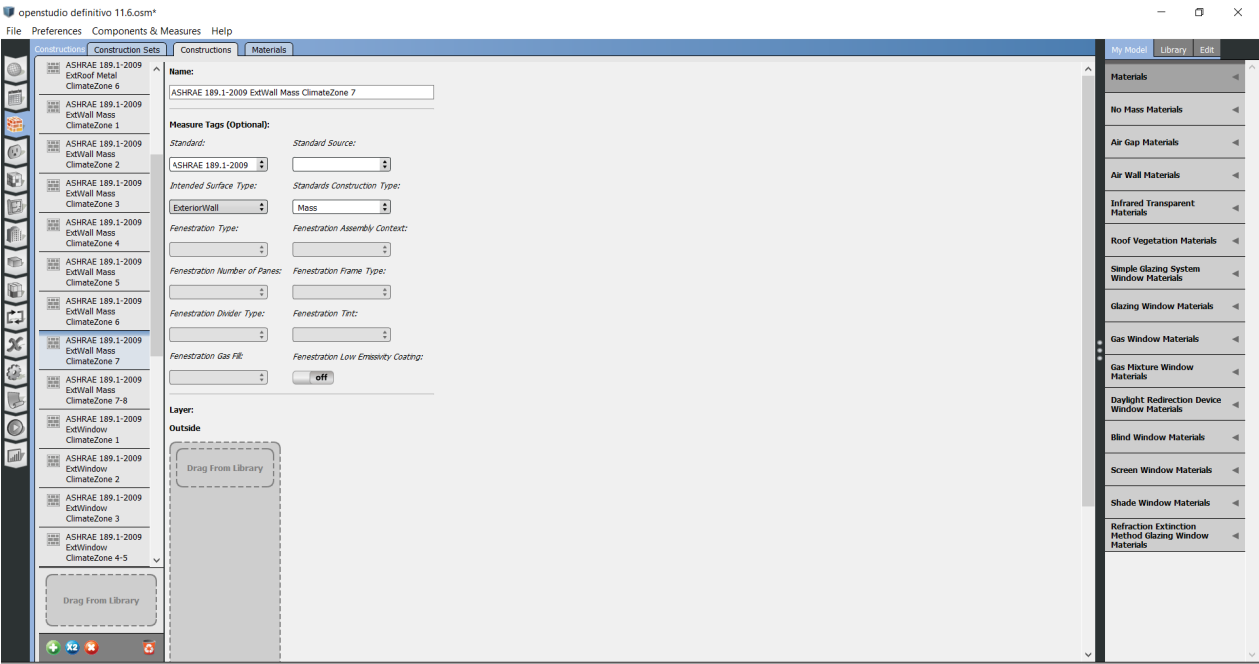 openstudio definitivo 11.6.osm*
File Preferences Components & Measures Help
Constructions Construction Sets Constructions Materials
My Model Library Edit
ASHRAE 189.1-2009
ExtRoof Metal
ClimateZone 6
ASHRAE 189.1-2009
ExtWall Mass
ClimateZone 1
ASHRAE 189.1-2009
ExtWall Mass
ClimateZone 2
ASHRAE 189.1-2009
ExtWall Mass
ClimateZone 3
ASHRAE 189.1-2009
ExtWall Mass
ClimateZone 4
ASHRAE 189.1-2009
ExtWall Mass
ClimateZone 5
ASHRAE 189.1-2009
ExtWall Mass
ClimateZone 6
ASHRAE 189.1-2009
ExtWall Mass
ClimateZone 7
ASHRAE 189.1-2009
ExtWall Mass
ClimateZone 7-8
ASHRAE 189.1-2009
ExtWindow
ClimateZone 1
ASHRAE 189.1-2009
ExtWindow
ClimateZone 2
ASHRAE 189.1-2009
ExtWindow
ClimateZone 3
ASHRAE 189.1-2009
ExtWindow
ClimateZone 4-5
Drag From Library
X2
Name:
ASHRAE 189.1-2009 ExtWall Mass ClimateZone 7
Measure Tags (Optional):
Standard: Standard Source:
ASHRAE 189.1-2009
Intended Surface Type: Standards Construction Type:
ExteriorWall Mass
Fenestration Type: Fenestration Assembly Context:
Fenestration Number of Panes: Fenestration Frame Type:
Fenestration Divider Type: Fenestration Tint:
Fenestration Gas Fill: Fenestration Low Emissivity Coating:
off
Layer:
Outside
Drag From Library
Materials
No Mass Materials
Air Gap Materials
Air Wall Materials
Infrared Transparent
Materials
Roof Vegetation Materials
Simple Glazing System
Window Materials
Glazing Window Materials
Gas Window Materials
Gas Mixture Window
Materials
Daylight Redirection Device
Window Materials
Blind Window Materials
Screen Window Materials
Shade Window Materials
Refraction Extinction
Method Glazing Window
Materials